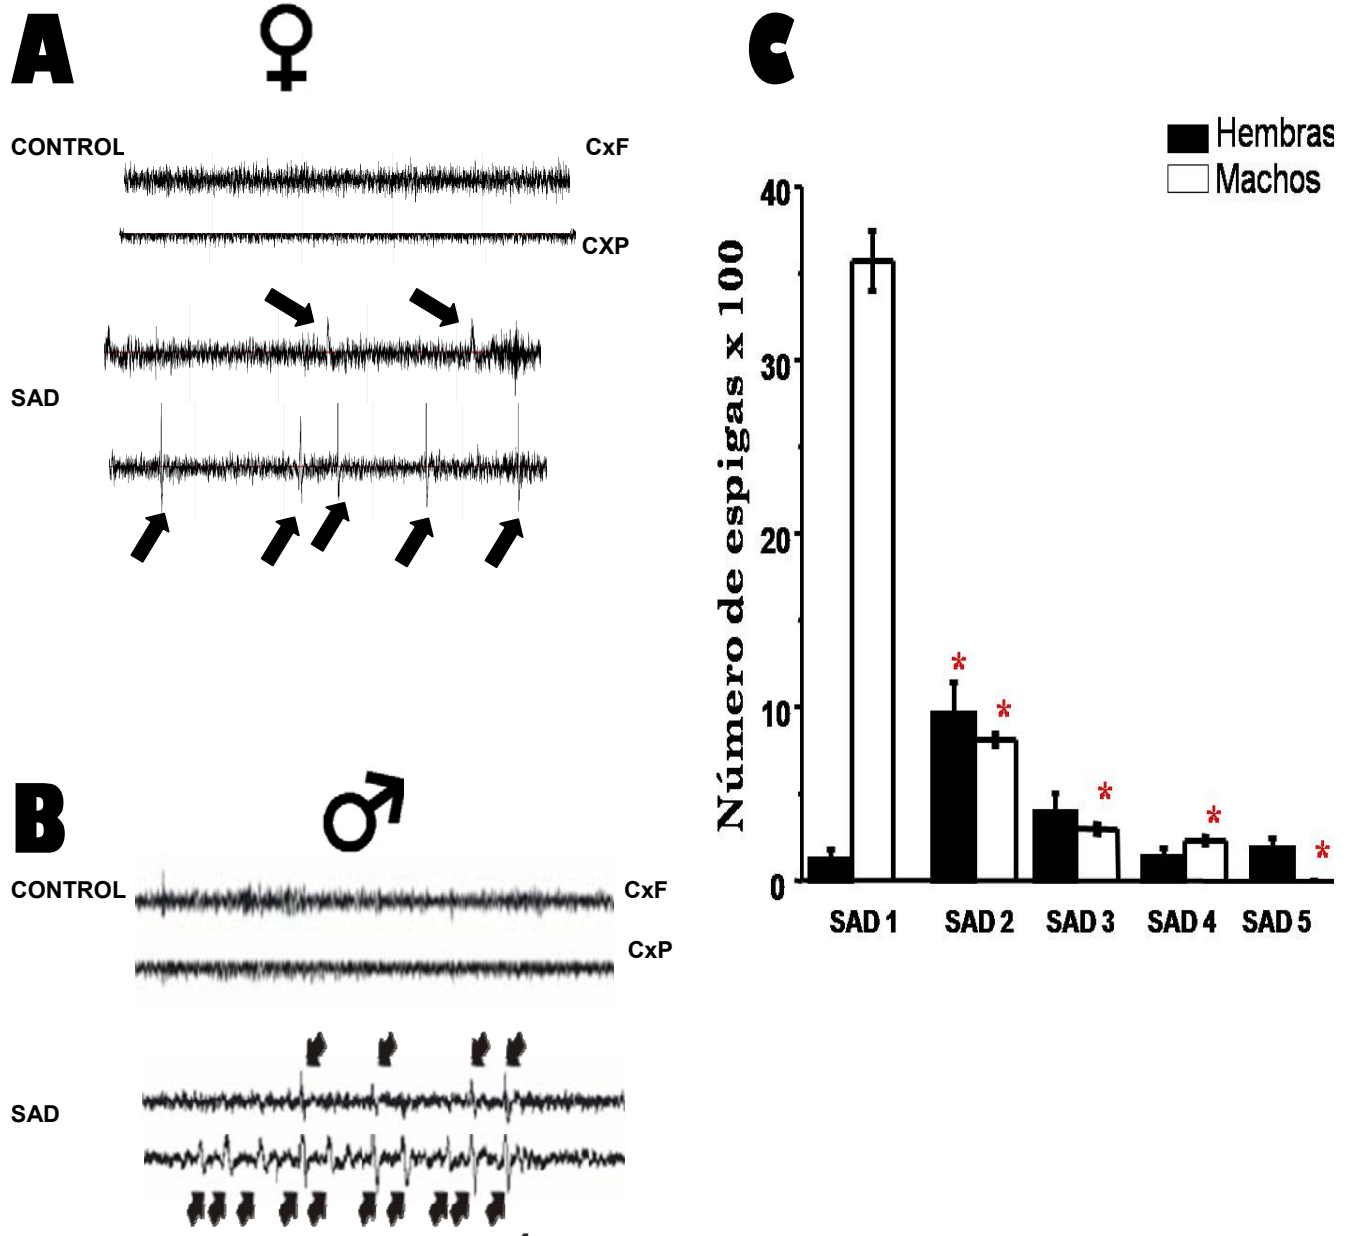 A
CONTROL
CxF
CXP
SAD
B
CONTROL
CxF
CxP
SAD
C
Hembras
Machos
Número de espigas x 100
40
30
20
10
0
* * * * *
SAD 1 SAD 2 SAD 3 SAD 4 SAD 5